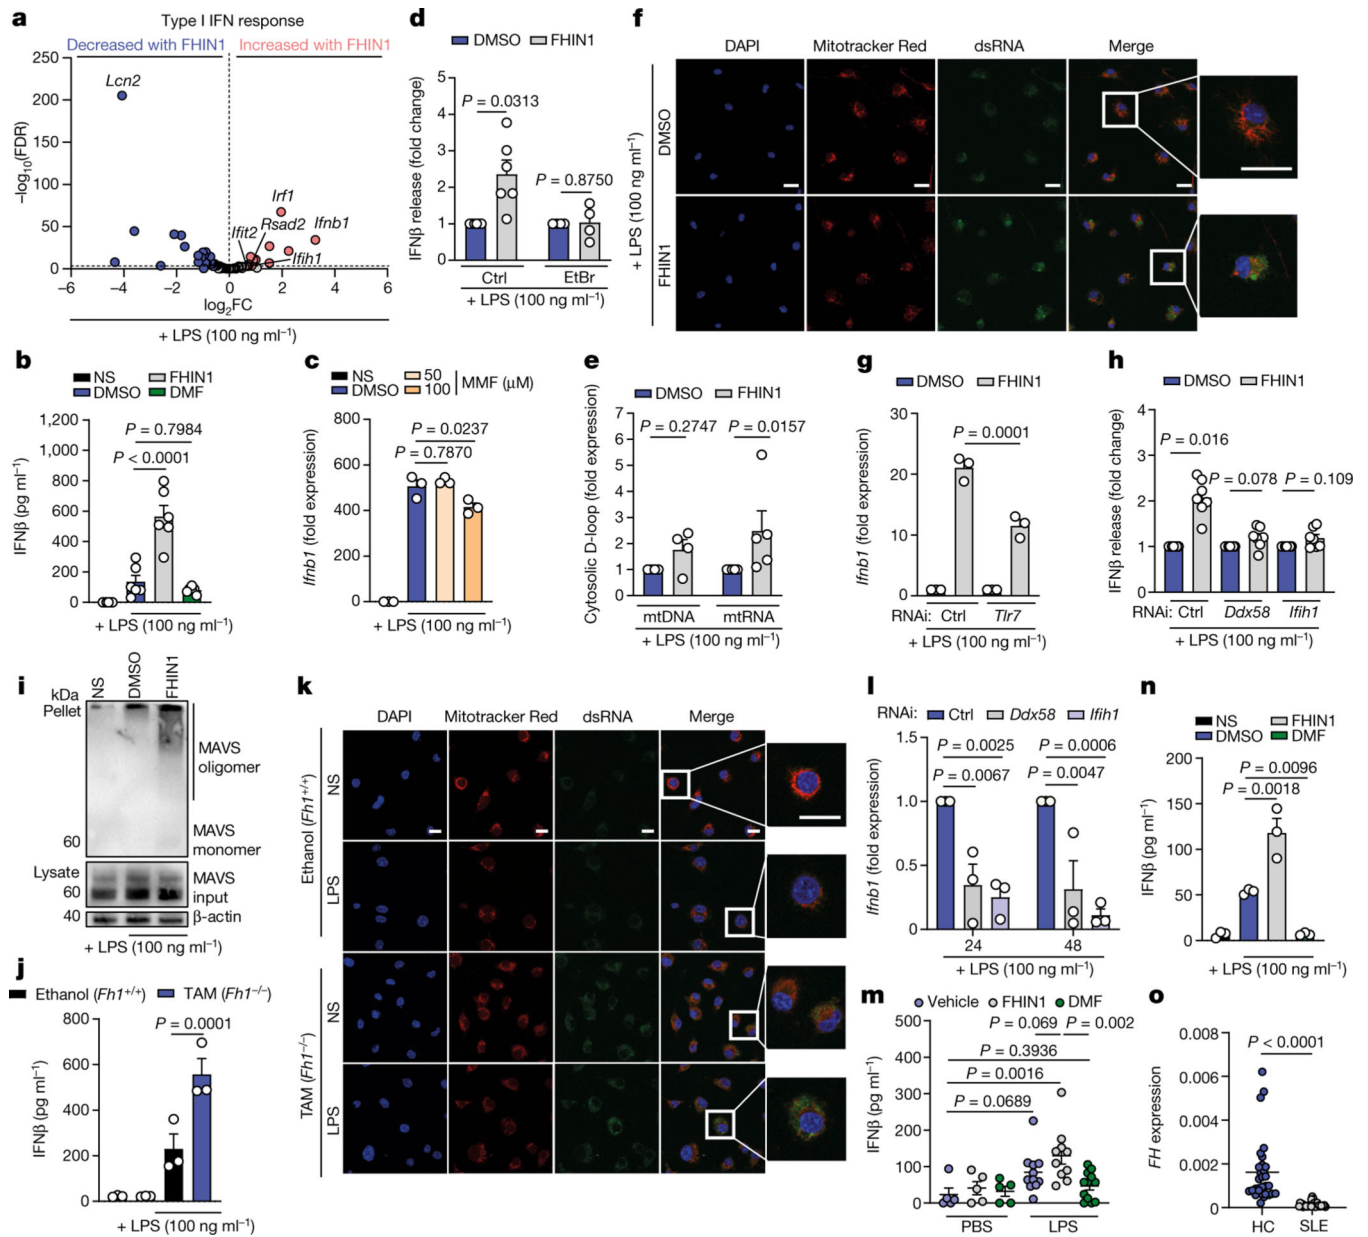 a
Type I IFN response
Decreased with FHIN1 Increased with FHIN1
−log10(FDR)
250
200
150
100
50
0
Lcn2
Irf1
Ifit2
Rsad2
Ifnb1
Ifih1
−6 −4 −2 0 2 4 6
log2FC
+ LPS (100 ng ml−1)
d
DMSO FHIN1
IFNβ release (fold change)
5
4
3
2
1
0
P = 0.0313
P = 0.8750
Ctrl EtBr
+ LPS (100 ng ml−1)
f
DAPI Mitotracker Red dsRNA Merge
+ LPS (100 ng ml−1)
DMSO
FHIN1
b
NS FHIN1
DMSO DMF
IFNβ (pg ml−1)
1,200
1,000
800
600
400
200
0
P = 0.7984
P < 0.0001
+ LPS (100 ng ml−1)
c
NS 50
DMSO 100
MMF (μM)
Ifnb1 (fold expression)
800
600
400
200
0
P = 0.0237
P = 0.7870
+ LPS (100 ng ml−1)
e
DMSO FHIN1
Cytosolic D-loop (fold expression)
7
6
5
4
3
2
1
0
P = 0.2747 P = 0.0157
mtDNA mtRNA
+ LPS (100 ng ml−1)
g
DMSO FHIN1
Ifnb1 (fold expression)
30
20
10
0
P = 0.0001
RNAi: Ctrl Tlr7
+ LPS (100 ng ml−1)
h
DMSO FHIN1
IFNβ release (fold change)
4
3
2
1
0
P = 0.016
P = 0.078 P = 0.109
RNAi: Ctrl Ddx58 Ifih1
+ LPS (100 ng ml−1)
i
kDa
NS
DMSO
FHIN1
Pellet
MAVS
oligomer
MAVS
monomer
60
Lysate
60
MAVS
input
40
β-actin
+ LPS (100 ng ml−1)
j
Ethanol (Fh1+/+) TAM (Fh1−/−)
IFNβ (pg ml−1)
800
600
400
200
0
P = 0.0001
+ LPS (100 ng ml−1)
k
DAPI Mitotracker Red dsRNA Merge
Ethanol (Fh1+/+)
NS
LPS
TAM (Fh1−/−)
NS
LPS
l
RNAi: Ctrl Ddx58 Ifih1
Ifnb1 (fold expression)
1.5
1.0
0.5
0
P = 0.0025 P = 0.0006
P = 0.0067 P = 0.0047
24 48
+ LPS (100 ng ml−1)
n
NS FHIN1
DMSO DMF
IFNβ (pg ml−1)
200
150
100
50
0
P = 0.0096
P = 0.0018
+ LPS (100 ng ml−1)
m
Vehicle FHIN1 DMF
IFNβ (pg ml−1)
500
400
300
200
100
0
P = 0.069 P = 0.002
P = 0.3936
P = 0.0016
P = 0.0689
PBS LPS
o
FH expression
0.008
0.006
0.004
0.002
0
P < 0.0001
HC SLE